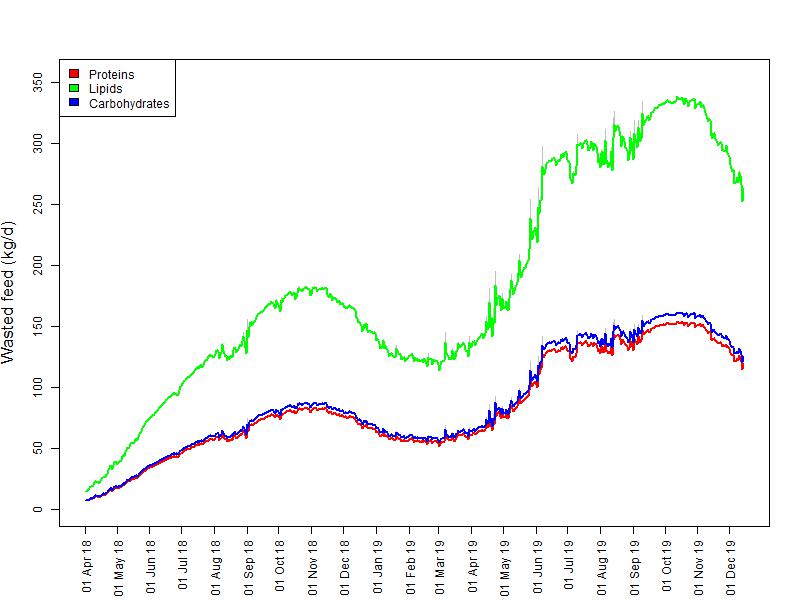 Proteins
Lipids
Carbohydrates
Wasted feed (kg/d)
350
300
250
200
150
100
50
0
01 Apr 18
01 May 18
01 Jun 18
01 Jul 18
01 Aug 18
01 Sep 18
01 Oct 18
01 Nov 18
01 Dec 18
01 Jan 19
01 Feb 19
01 Mar 19
01 Apr 19
01 May 19
01 Jun 19
01 Jul 19
01 Aug 19
01 Sep 19
01 Oct 19
01 Nov 19
01 Dec 19